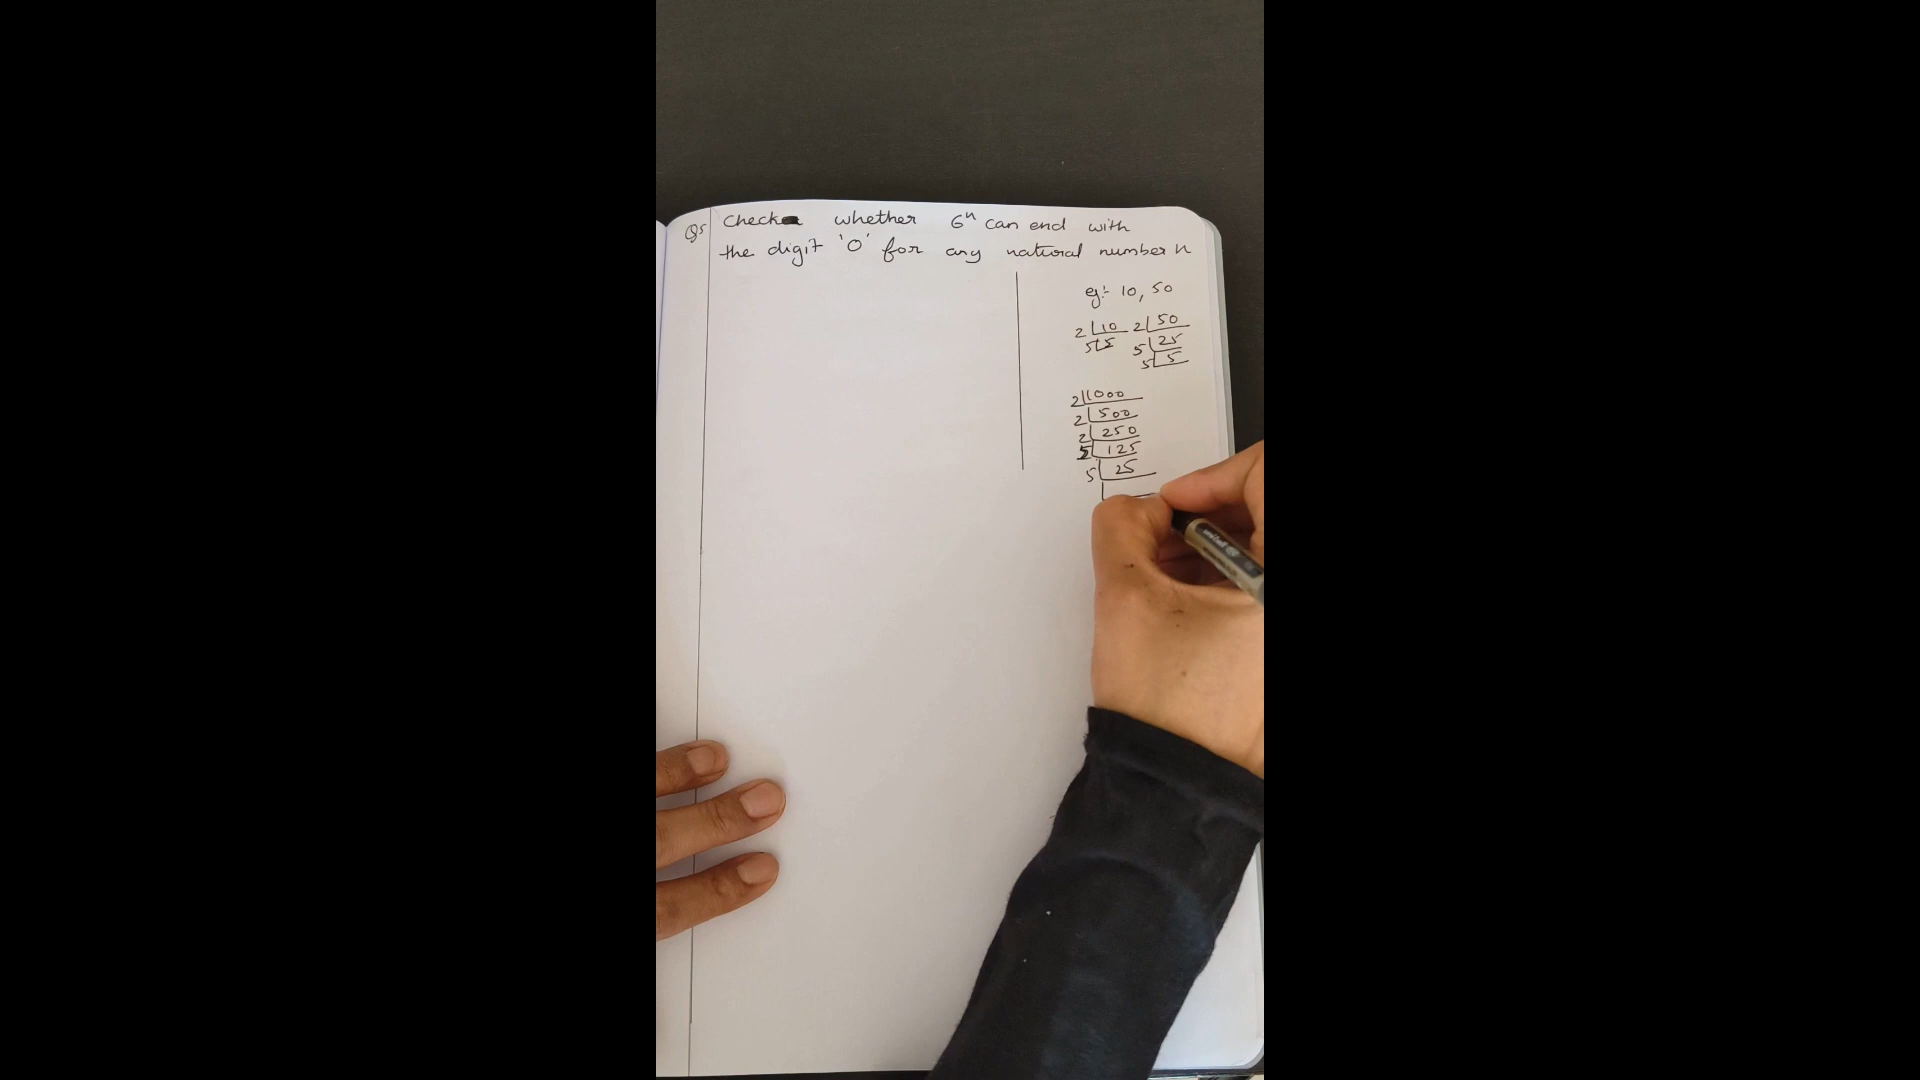 Q5 Check whether 6ⁿ can end with
the digit '0' for any natural number n
eg:- 10, 50
2 10 2 50
5 5 5 25
5 5
2 1000
2 500
2 250
5 125
5 25